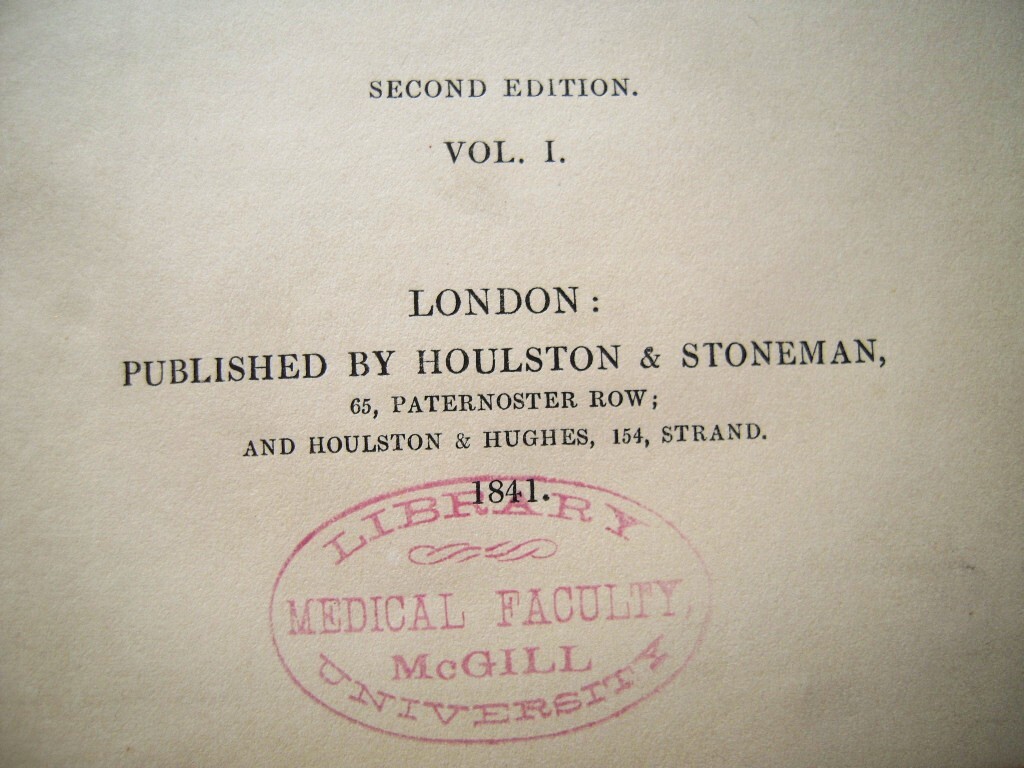 SECOND EDITION.
VOL. I.
LONDON:
PUBLISHED BY HOULSTON & STONEMAN,
65, PATERNOSTER ROW;
AND HOULSTON & HUGHES, 154, STRAND.
1841.
LIBRARY
MEDICAL FACULTY,
McGILL
UNIVERSITY